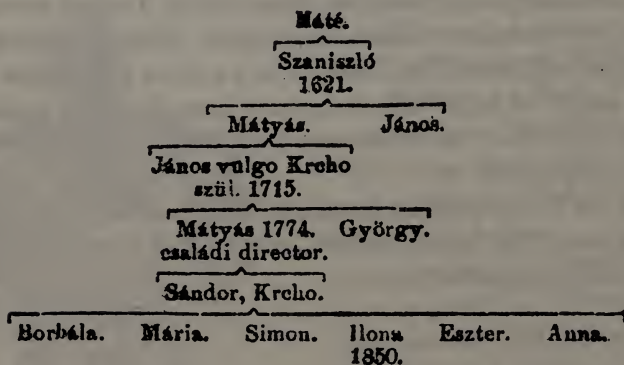 Máté.
Szaniszló
1621.
Mátyás. János.
János vulgo Krcho
szül. 1715.
Mátyás 1774. György.
családi director.
Sándor, Krcho.
Borbála. Mária. Simon. Ilona Eszter. Anna.
1850.